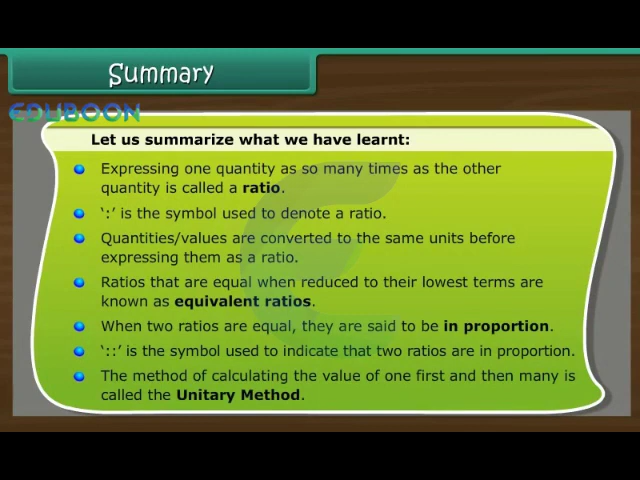 Summary
EDUBOON
Let us summarize what we have learnt:
Expressing one quantity as so many times as the other
quantity is called a ratio.
‘:’ is the symbol used to denote a ratio.
Quantities/values are converted to the same units before
expressing them as a ratio.
Ratios that are equal when reduced to their lowest terms are
known as equivalent ratios.
When two ratios are equal, they are said to be in proportion.
‘::’ is the symbol used to indicate that two ratios are in proportion.
The method of calculating the value of one first and then many is
called the Unitary Method.